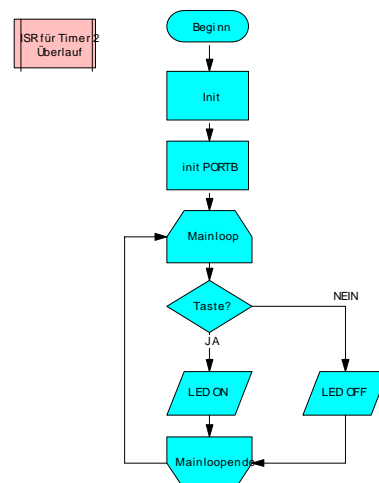 ISR für Timer 2
Überlauf
Beginn
Init
init PORTB
Mainloop
Taste?
NEIN
JA
LED ON
LED OFF
Mainloopende